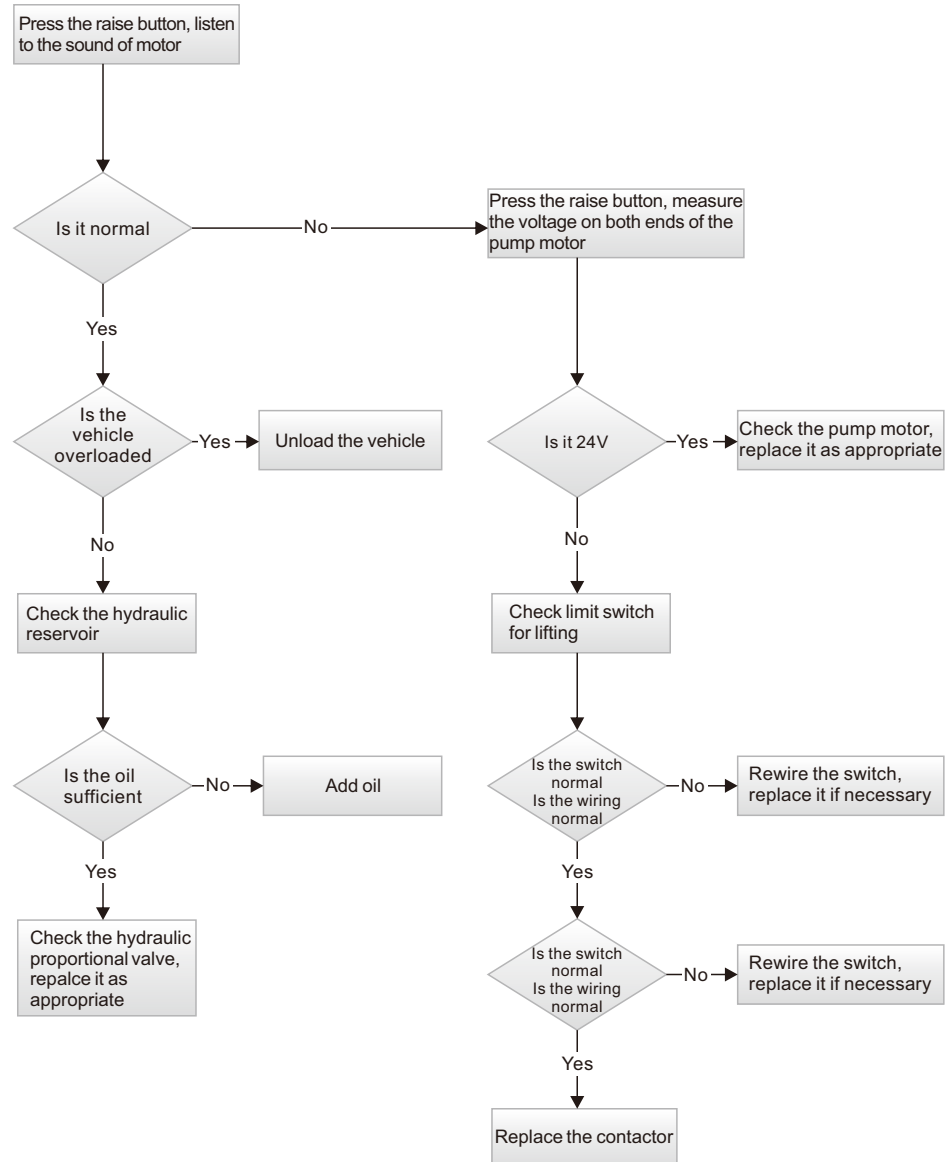 Press the raise button, listen
to the sound of motor
Is it normal
No
Press the raise button, measure
the voltage on both ends of the
pump motor
Yes
Is the
vehicle
overloaded
Yes
Unload the vehicle
Is it 24V
Yes
Check the pump motor,
replace it as appropriate
No
No
Check the hydraulic
reservoir
Check limit switch
for lifting
Is the oil
sufficient
No
Add oil
Is the switch
normal
Is the wiring
normal
No
Rewire the switch,
replace it if necessary
Yes
Yes
Check the hydraulic
proportional valve,
repalce it as
appropriate
Is the switch
normal
Is the wiring
normal
No
Rewire the switch,
replace it if necessary
Yes
Replace the contactor